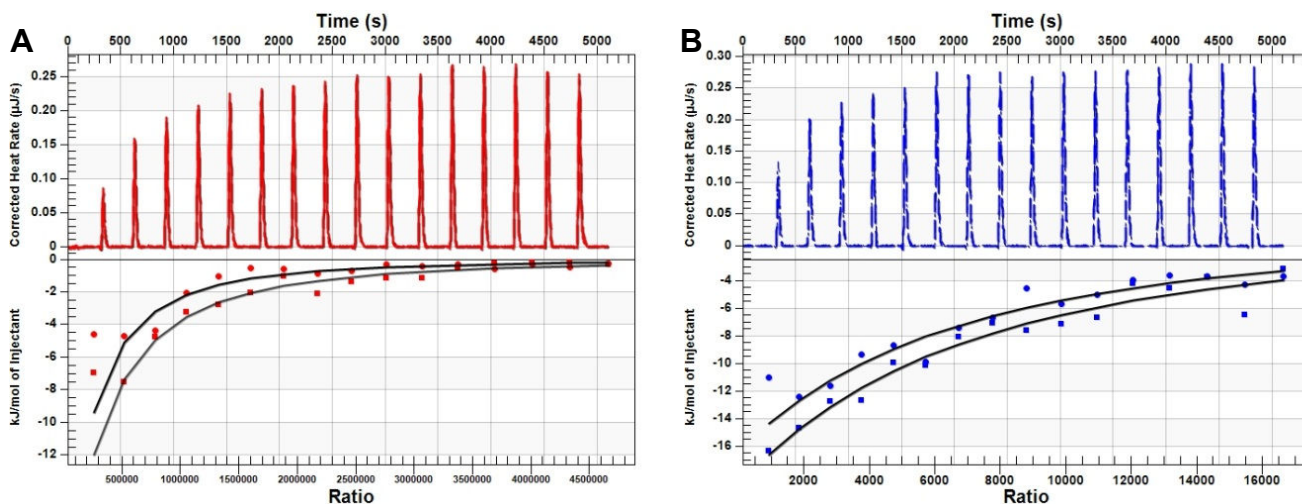 A
Time (s)
0 500 1000 1500 2000 2500 3000 3500 4000 4500 5000
Corrected Heat Rate (µJ/s)
0.25
0.20
0.15
0.10
0.05
0
0
-2
-4
-6
-8
-10
-12
kJ/mol of Injectant
500000 1000000 1500000 2000000 2500000 3000000 3500000 4000000 4500000
Ratio
B
Time (s)
0 500 1000 1500 2000 2500 3000 3500 4000 4500 5000
Corrected Heat Rate (µJ/s)
0.30
0.25
0.20
0.15
0.10
0.05
0
-4
-6
-8
-10
-12
-14
-16
kJ/mol of Injectant
2000 4000 6000 8000 10000 12000 14000 16000
Ratio